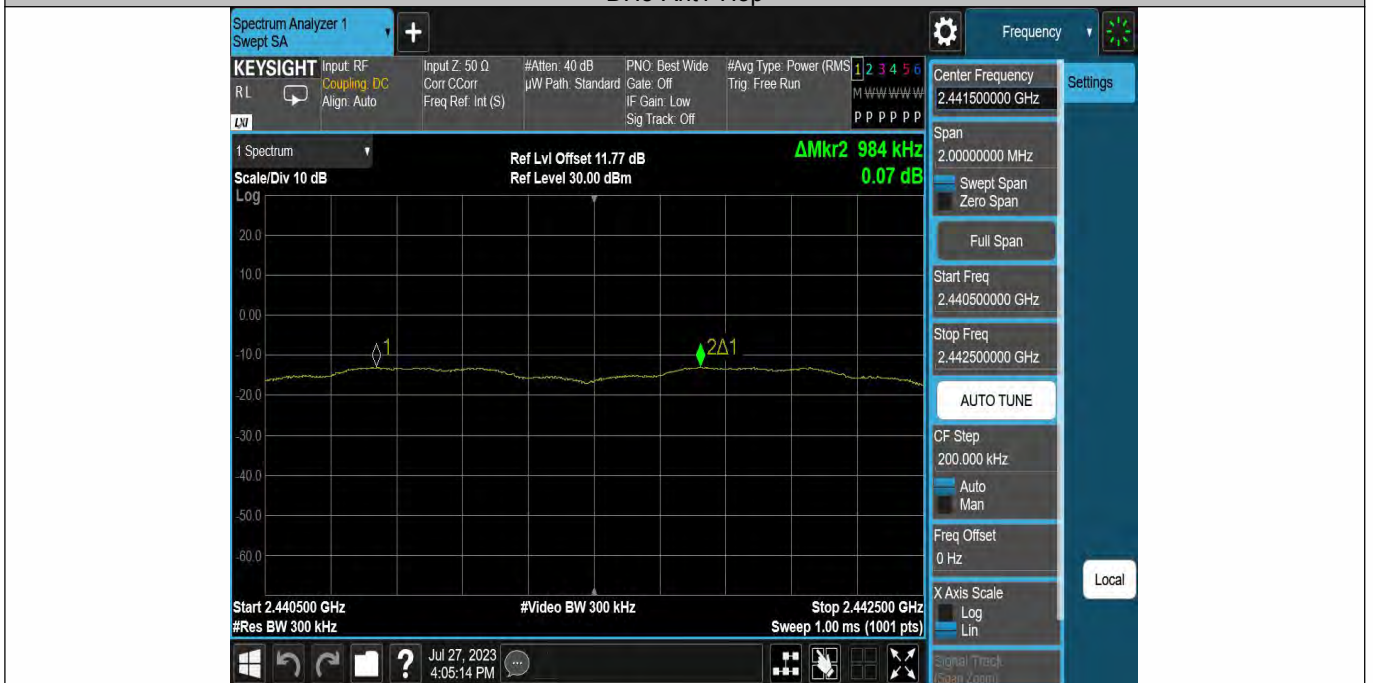 Spectrum Analyzer 1
Swept SA
+
Frequency
KEYSIGHT
RL
LXI
Input: RF
Coupling: DC
Align: Auto
Input Z: 50 Ω
Corr CCorr
Freq Ref: Int (S)
#Atten: 40 dB
µW Path: Standard
PNO: Best Wide
Gate: Off
IF Gain: Low
Sig Track: Off
#Avg Type: Power (RMS
Trig: Free Run
1 2 3 4 5 6
M W W W W W
P P P P P P
1 Spectrum
Scale/Div 10 dB
Log
Ref Lvl Offset 11.77 dB
Ref Level 30.00 dBm
ΔMkr2 984 kHz
0.07 dB
20.0
10.0
0.00
-10.0
-20.0
-30.0
-40.0
-50.0
-60.0
1
2Δ1
Start 2.440500 GHz
#Res BW 300 kHz
#Video BW 300 kHz
Stop 2.442500 GHz
Sweep 1.00 ms (1001 pts)
Center Frequency
2.441500000 GHz
Settings
Span
2.00000000 MHz
Swept Span
Zero Span
Full Span
Start Freq
2.440500000 GHz
Stop Freq
2.442500000 GHz
AUTO TUNE
CF Step
200.000 kHz
Auto
Man
Freq Offset
0 Hz
X Axis Scale
Log
Lin
Local
Signal Track
(Span Zoom)
?
Jul 27, 2023
4:05:14 PM